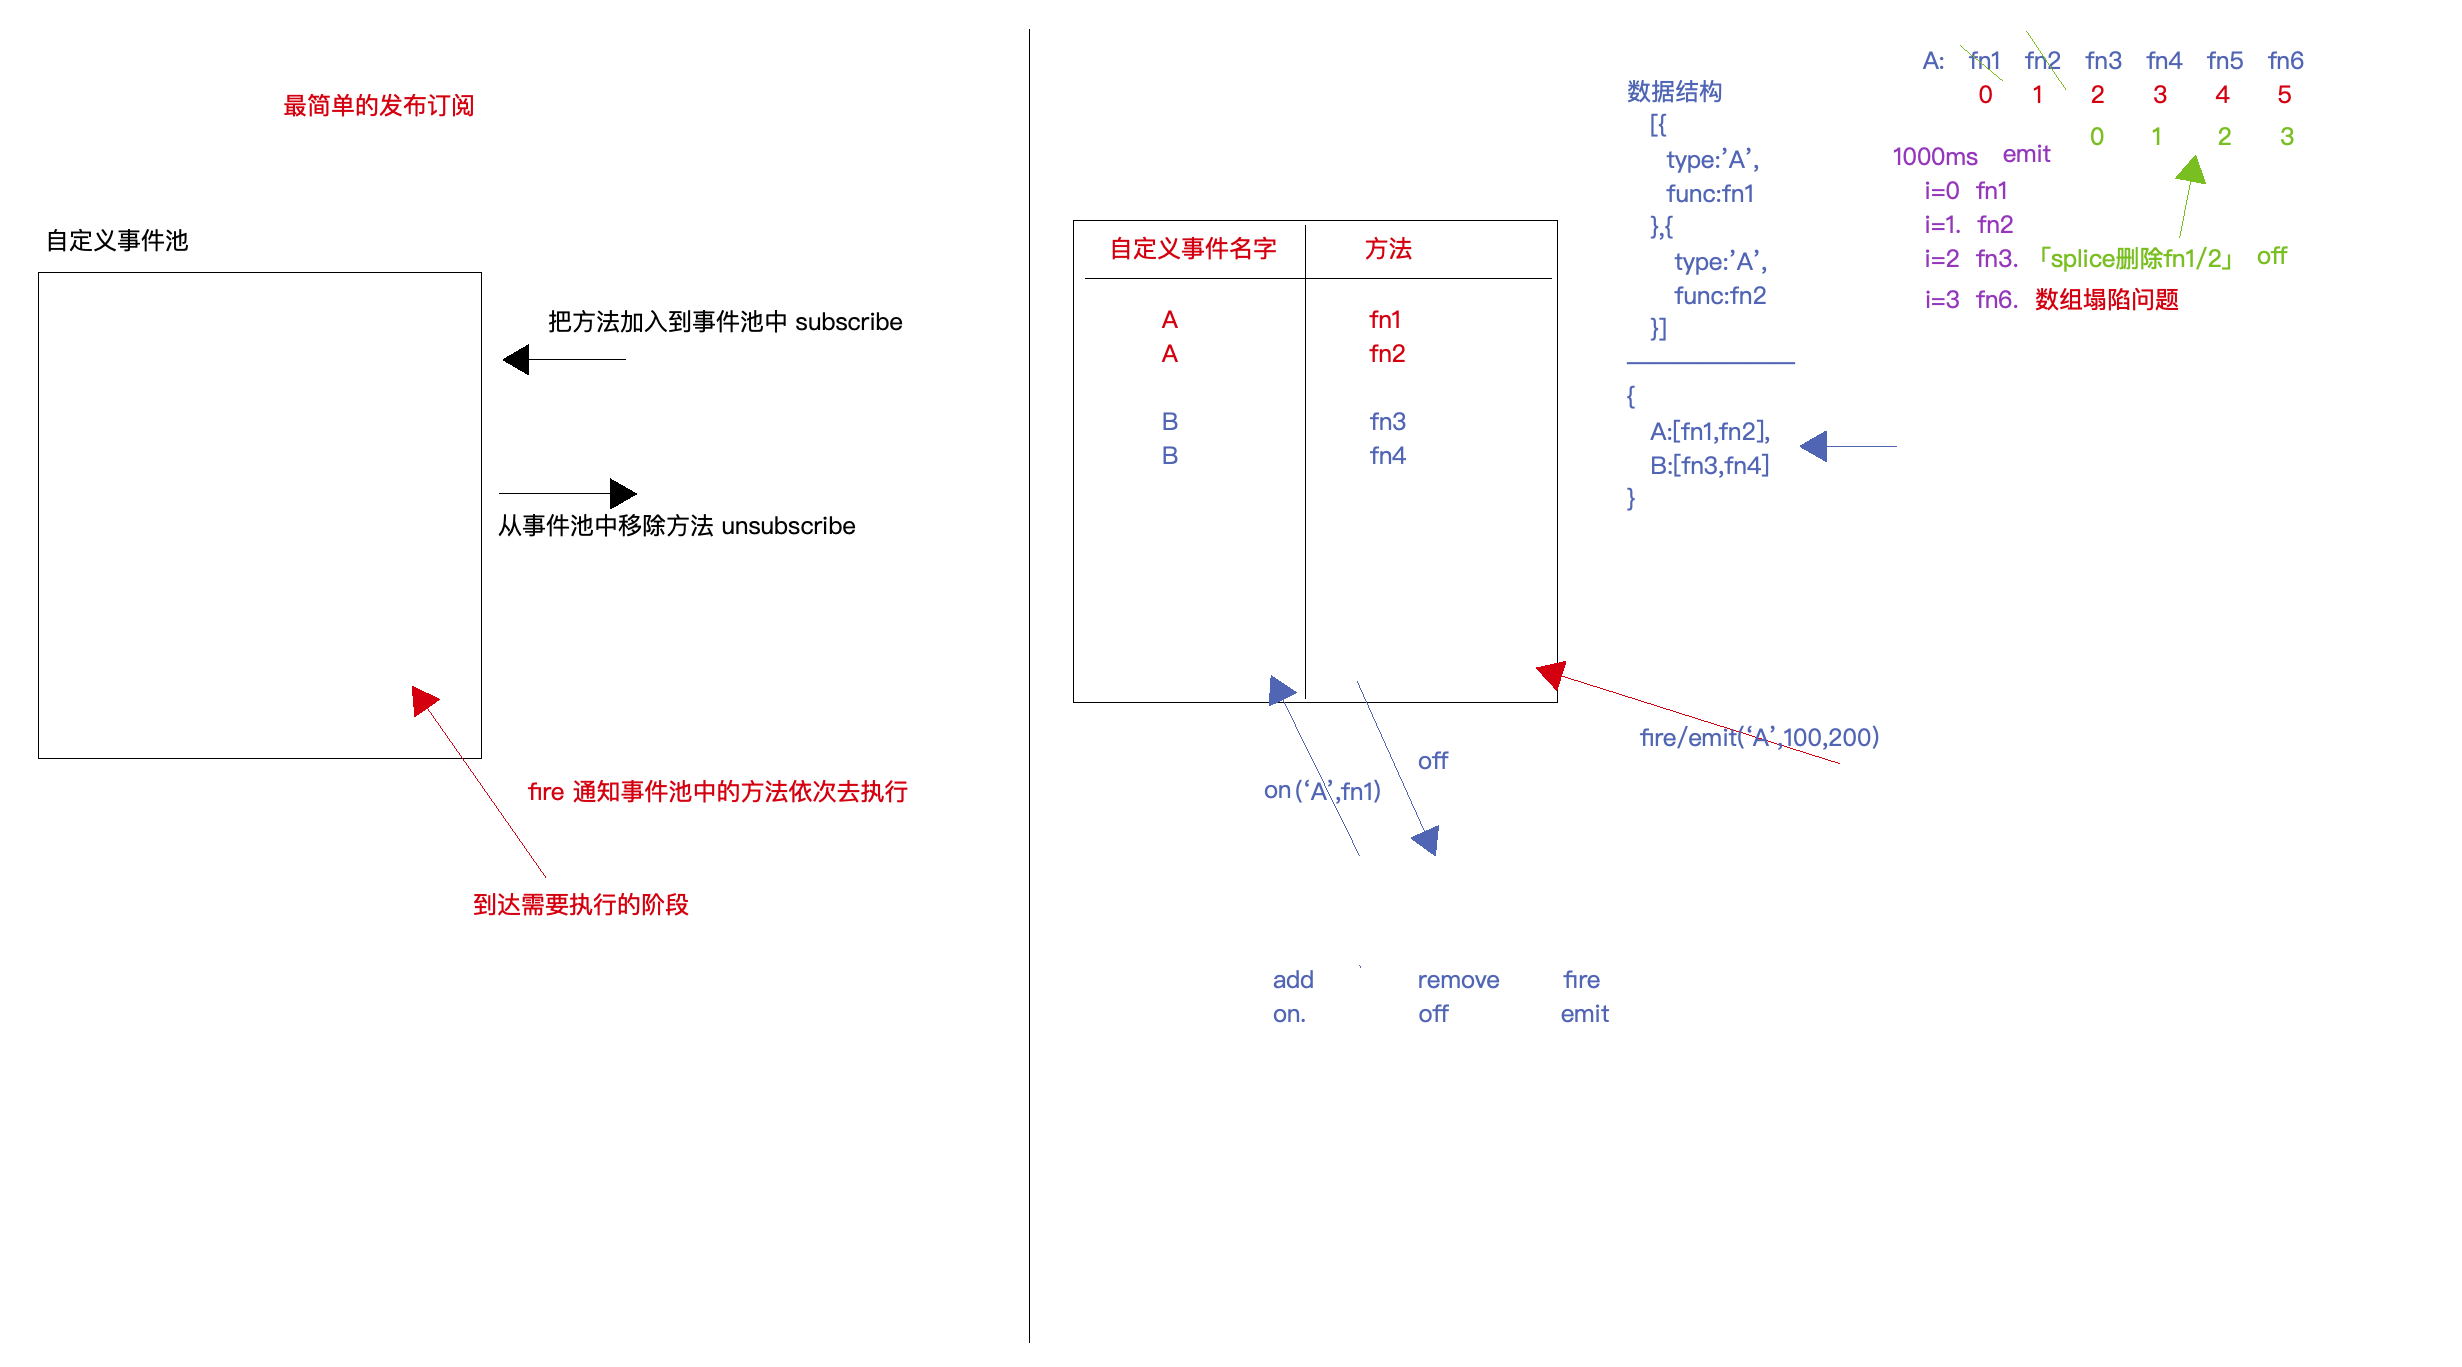 最简单的发布订阅
自定义事件池
把方法加入到事件池中 subscribe
从事件池中移除方法 unsubscribe
fire 通知事件池中的方法依次去执行
到达需要执行的阶段
自定义事件名字 方法
A fn1
A fn2
B fn3
B fn4
on(‘A’,fn1)
off
fire/emit(‘A’,100,200)
add ` remove fire
on. off emit
数据结构
[{
type:’A’,
func:fn1
},{
type:’A’,
func:fn2
}]
{
A:[fn1,fn2],
B:[fn3,fn4]
}
A: fn1 fn2 fn3 fn4 fn5 fn6
0 1 2 3 4 5
0 1 2 3
1000ms emit
i=0 fn1
i=1. fn2
i=2 fn3. 「splice删除fn1/2」 off
i=3 fn6. 数组塌陷问题